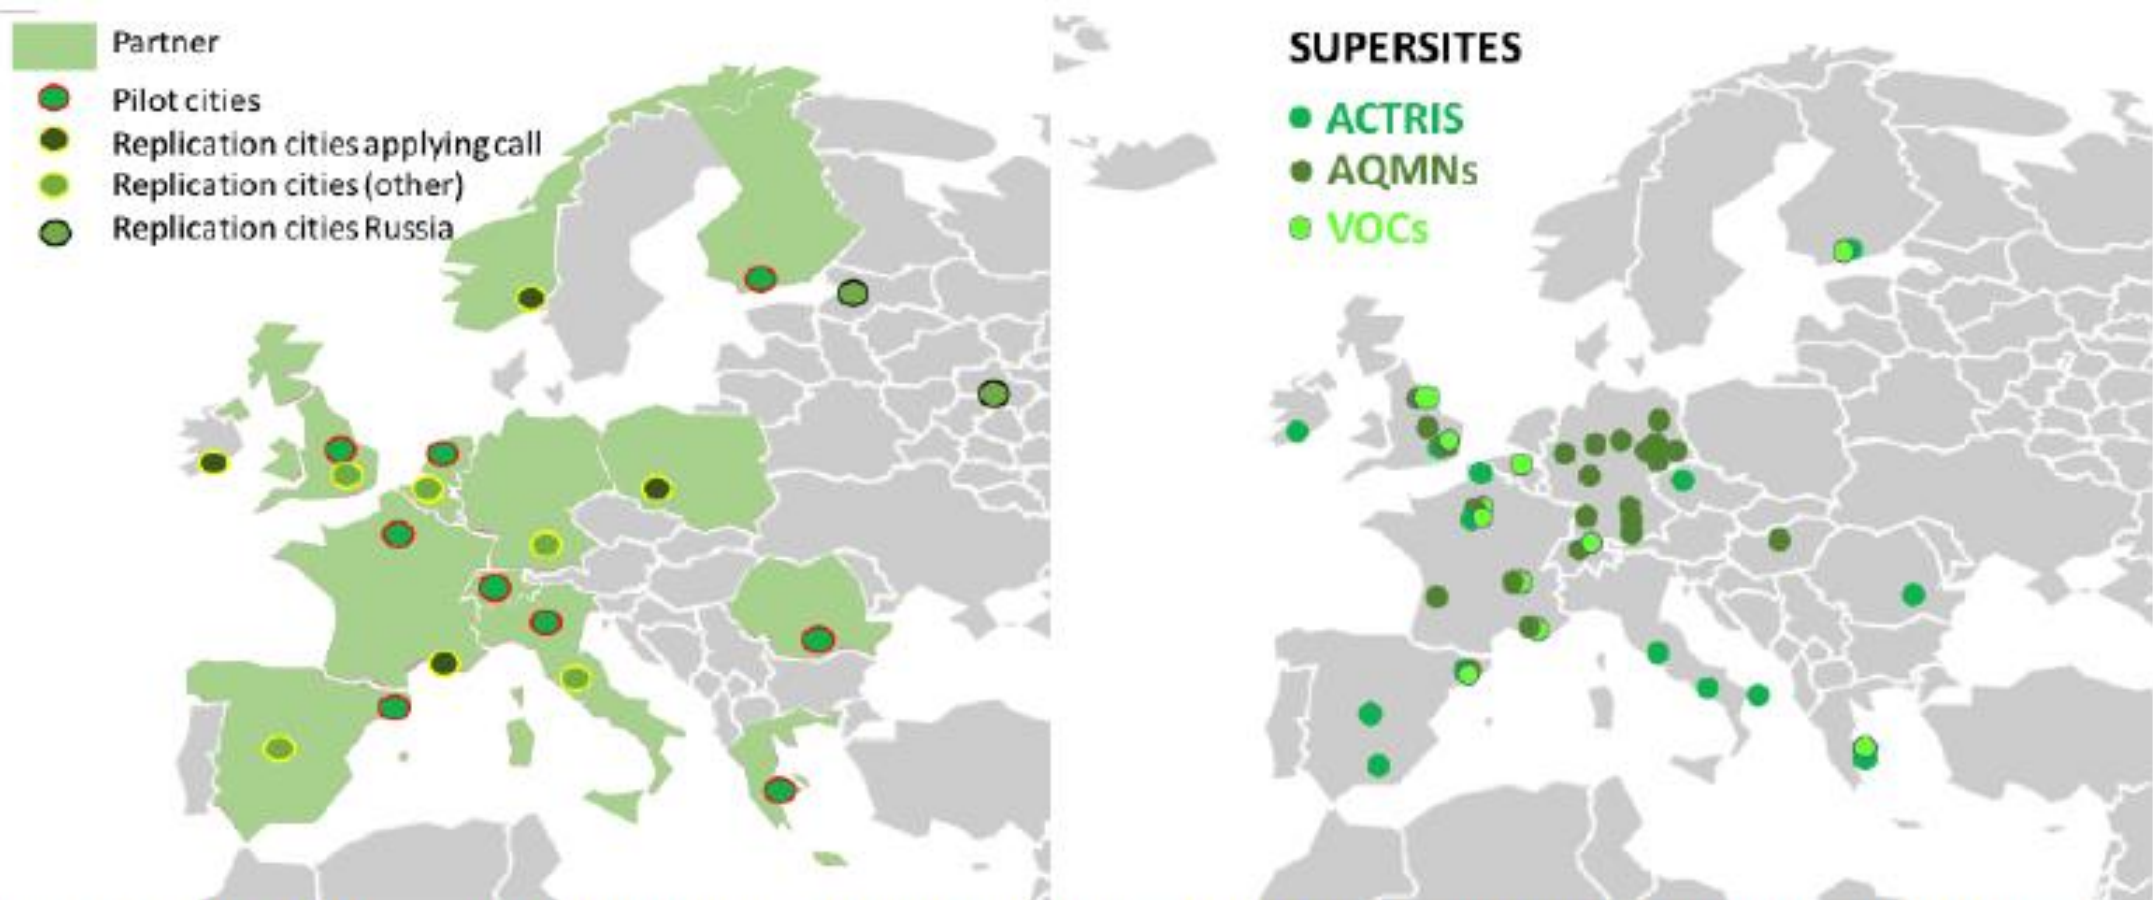 Partner
Pilot cities
Replication cities applying call
Replication cities (other)
Replication cities Russia
SUPERSITES
ACTRIS
AQMNs
VOCs